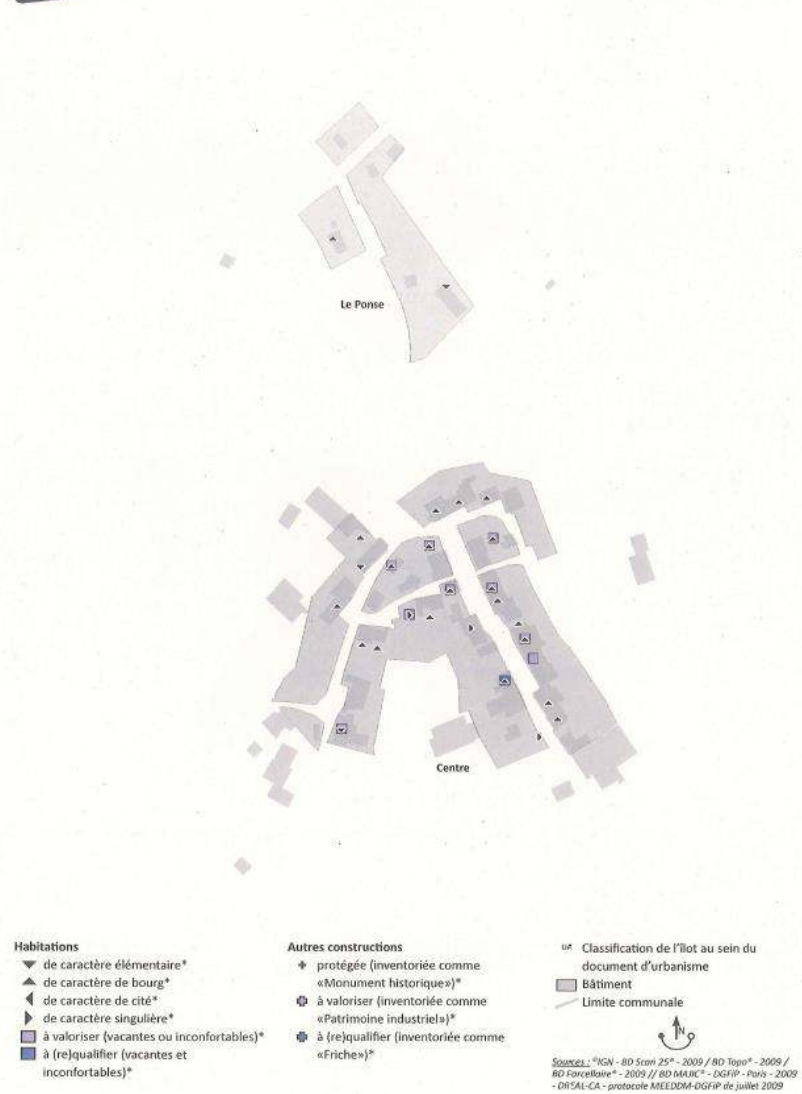 Le Ponse
Centre
Habitations
de caractère élémentaire*
de caractère de bourg*
de caractère de cité*
de caractère singulière*
à valoriser (vacantes ou inconfortables)*
à (re)qualifier (vacantes et
inconfortables)*
Autres constructions
protégée (inventoriée comme
«Monument historique»)*
à valoriser (inventoriée comme
«Patrimoine industriel»)*
à (re)qualifier (inventoriée comme
«Friche»)*
UA Classification de l'îlot au sein du
document d'urbanisme
Bâtiment
Limite communale
N
Sources : ©IGN - BD Scan 25® - 2009 / BD Topo® - 2009 /
BD Parcellaire® - 2009 // BD MAJIC® - DGFiP - Paris - 2009
- DREAL-CA - protocole MEEDDM-DGFiP de juillet 2009